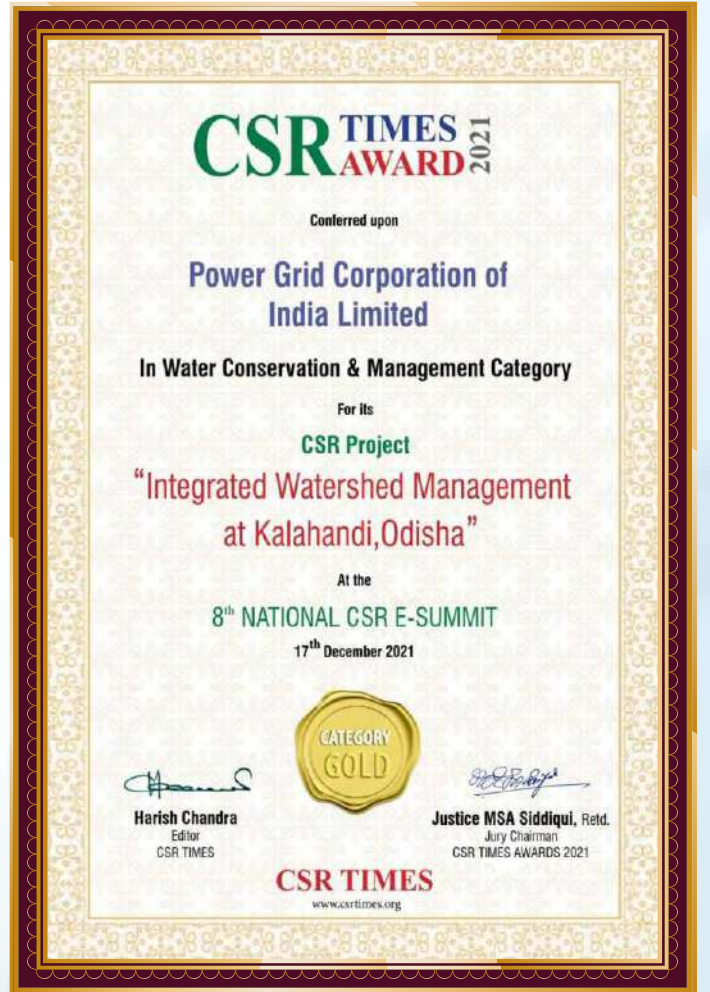 CSR TIMES AWARD 2021
Conferred upon
Power Grid Corporation of
India Limited
In Water Conservation & Management Category
For its
CSR Project
“Integrated Watershed Management
at Kalahandi,Odisha”
At the
8th NATIONAL CSR E-SUMMIT
17th December 2021
CATEGORY
GOLD
Harish Chandra
Editor
CSR TIMES
Justice MSA Siddiqui, Retd.
Jury Chairman
CSR TIMES AWARDS 2021
CSR TIMES
www.csrtimes.org